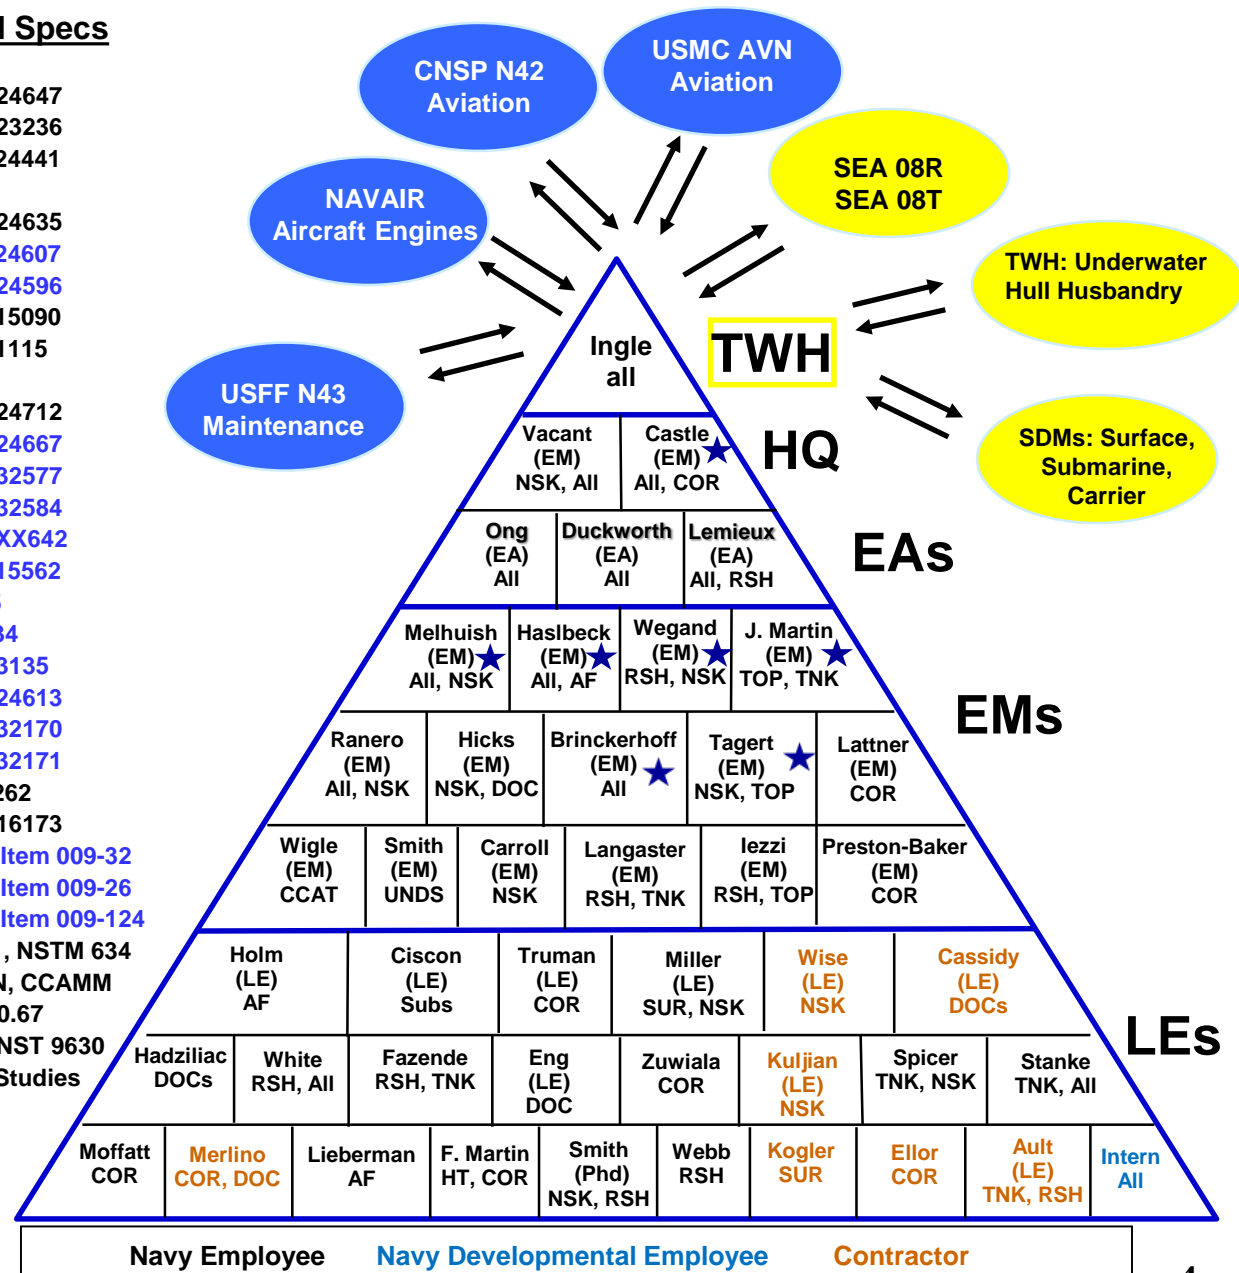 Specs
24647
23236
24441
24635
24607
24596
15090
1115
24712
24667
32577
32584
XX642
15562
34
3135
24613
32170
32171
262
16173
Item 009-32
Item 009-26
Item 009-124
, NSTM 634
N, CCAMM
0.67
NST 9630
Studies
CNSP N42
Aviation
USMC AVN
Aviation
NAVAIR
Aircraft Engines
SEA 08R
SEA 08T
USFF N43
Maintenance
TWH: Underwater
Hull Husbandry
SDMs: Surface,
Submarine,
Carrier
Ingle
all
TWH
Vacant
(EM)
NSK, All
Castle
(EM)
All, COR
HQ
Ong
(EA)
All
Duckworth
(EA)
All
Lemieux
(EA)
All, RSH
EAs
Melhuish
(EM)
All, NSK
Haslbeck
(EM)
All, AF
Wegand
(EM)
RSH, NSK
J. Martin
(EM)
TOP, TNK
EMs
Ranero
(EM)
All, NSK
Hicks
(EM)
NSK, DOC
Brinckerhoff
(EM)
All
Tagert
(EM)
NSK, TOP
Lattner
(EM)
COR
Wigle
(EM)
CCAT
Smith
(EM)
UNDS
Carroll
(EM)
NSK
Langaster
(EM)
RSH, TNK
Iezzi
(EM)
RSH, TOP
Preston-Baker
(EM)
COR
Holm
(LE)
AF
Ciscon
(LE)
Subs
Truman
(LE)
COR
Miller
(LE)
SUR, NSK
Wise
(LE)
NSK
Cassidy
(LE)
DOCs
LEs
Hadziliac
DOCs
White
RSH, All
Fazende
RSH, TNK
Eng
(LE)
DOC
Zuwiala
COR
Kuljian
(LE)
NSK
Spicer
TNK, NSK
Stanke
TNK, All
Moffatt
COR
Merlino
COR, DOC
Lieberman
AF
F. Martin
HT, COR
Smith
(Phd)
NSK, RSH
Webb
RSH
Kogler
SUR
Ellor
COR
Ault
(LE)
TNK, RSH
Intern
All
Navy Employee Navy Developmental Employee Contractor